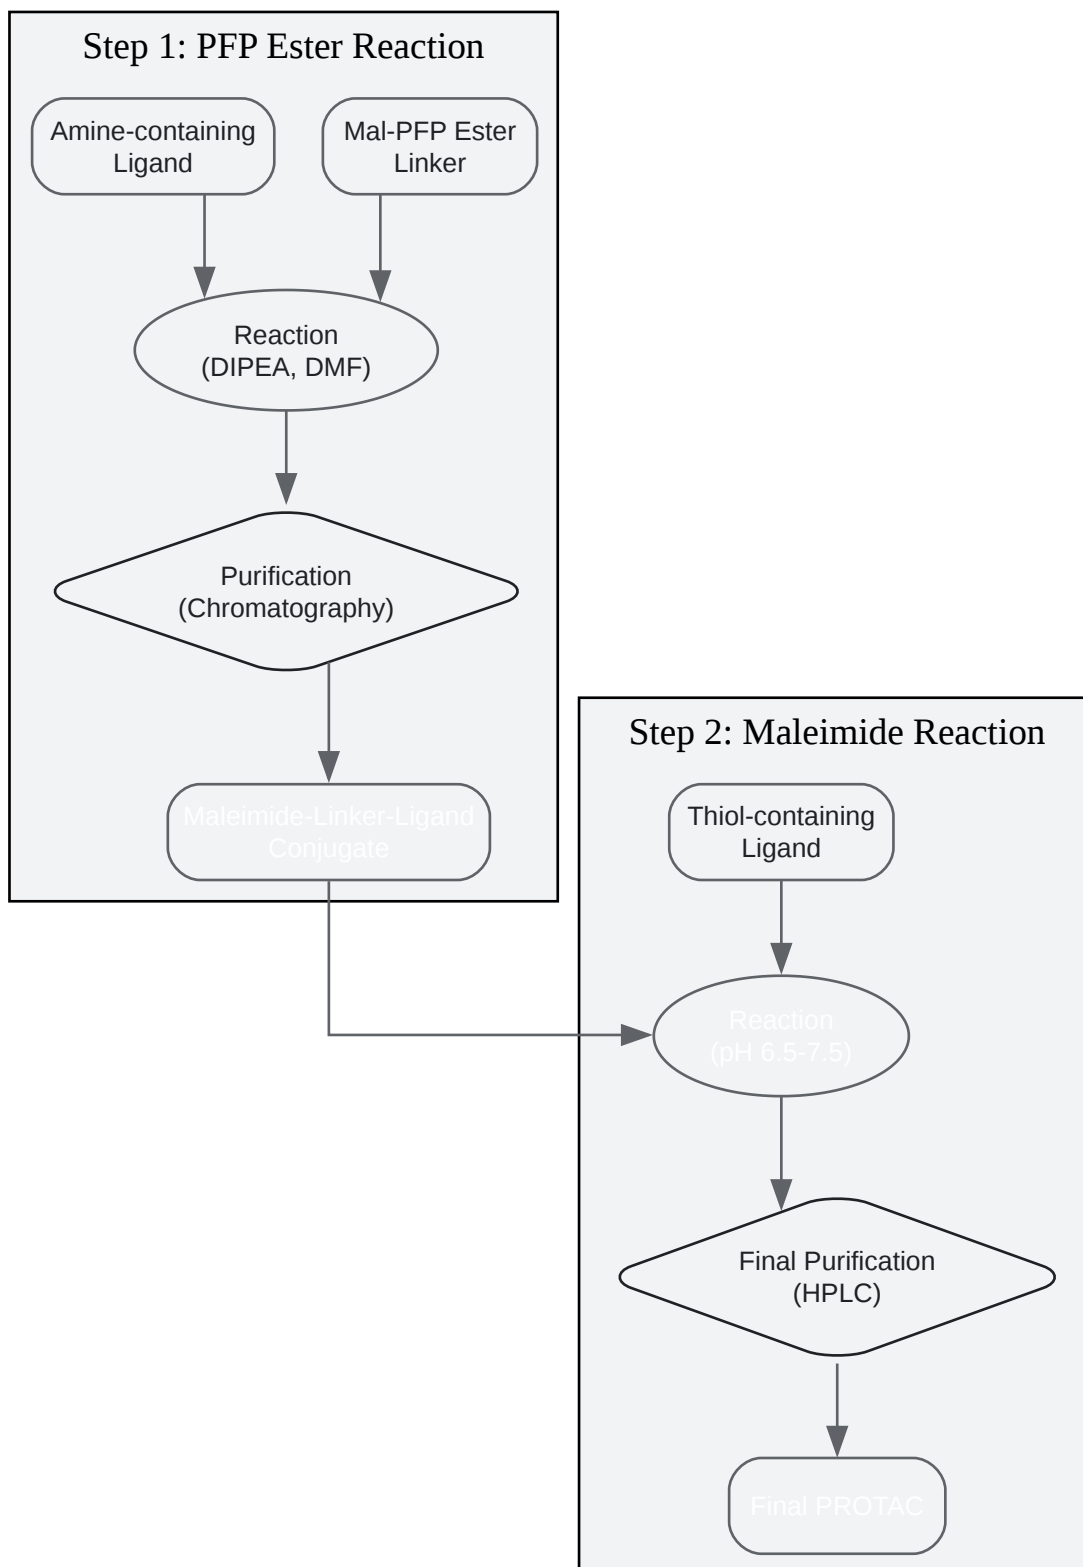 Step 1: PFP Ester Reaction
Amine-containing
Ligand
Mal-PFP Ester
Linker
Reaction
(DIPEA, DMF)
Purification
(Chromatography)
Maleimide-Linker-Ligand
Conjugate
Step 2: Maleimide Reaction
Thiol-containing
Ligand
Reaction
(pH 6.5-7.5)
Final Purification
(HPLC)
Final PROTAC